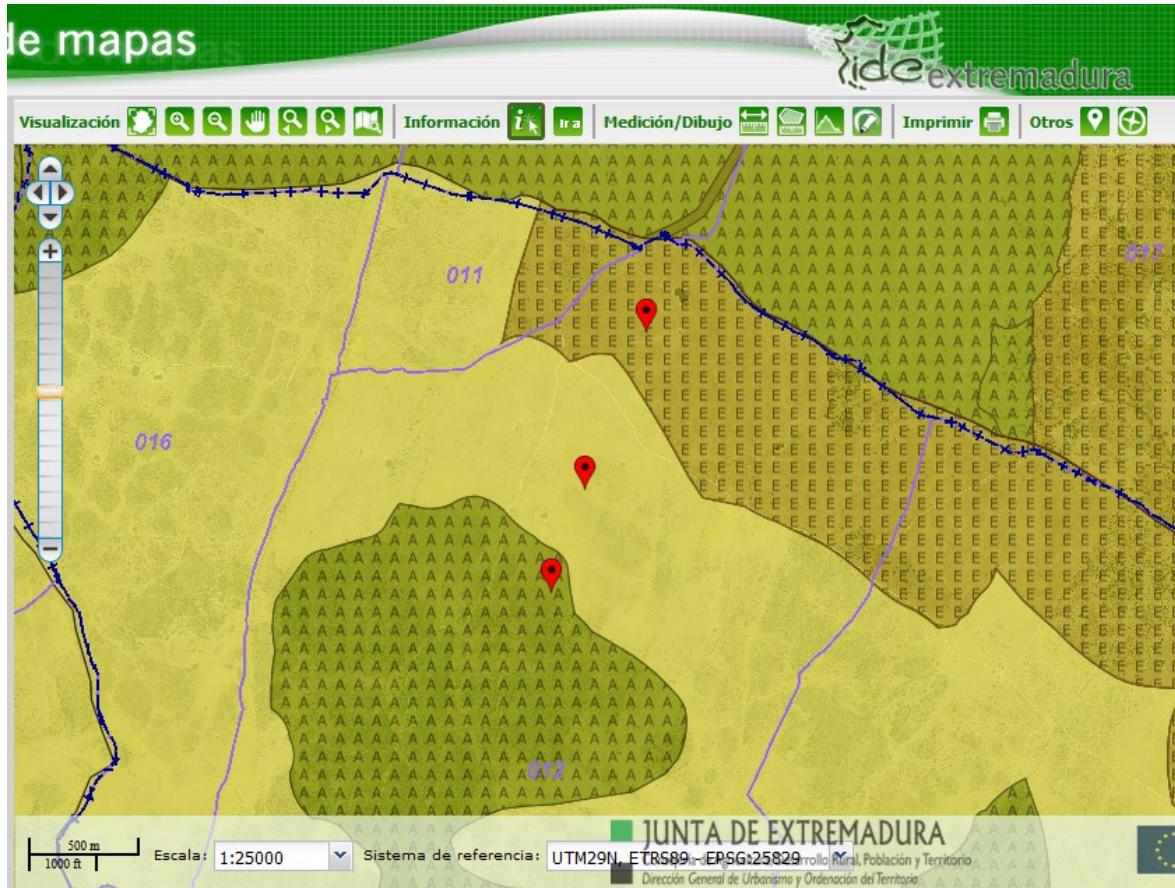 de mapas
ide extremadura
Visualización Información i Ir a Medición/Dibujo Imprimir Otros
011
017
016
012
500 m
1000 ft
Escala: 1:25000 Sistema de referencia: UTM29N, ETRS89 - EPSG:25829
JUNTA DE EXTREMADURA
Rural, Población y Territorio
Dirección General de Urbanismo y Ordenación del Territorio